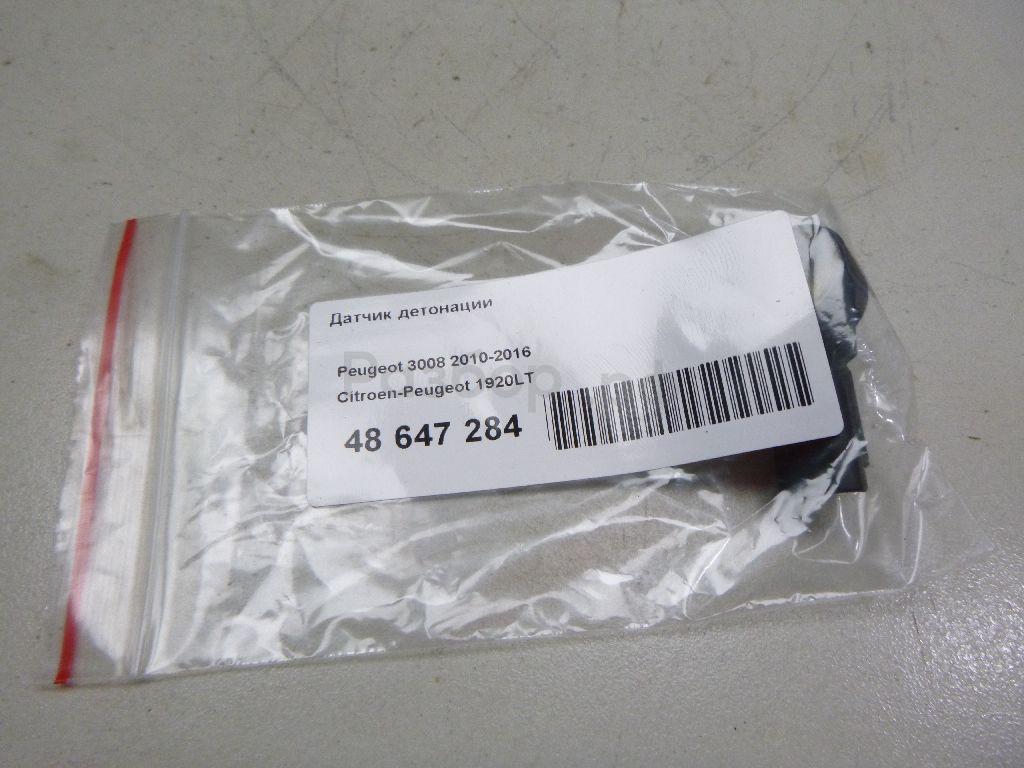 Датчик детонации
Peugeot 3008 2010-2016
Citroen-Peugeot 1920LT
48 647 284